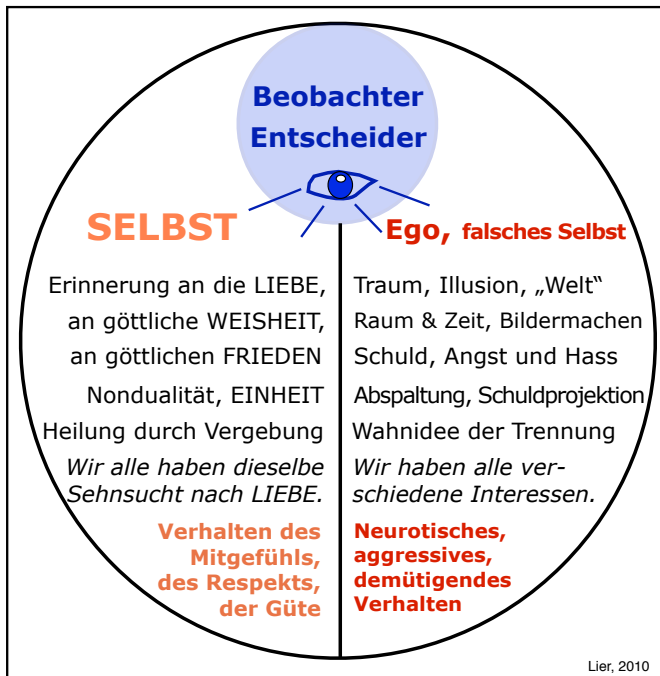 Beobachter
Entscheider
SELBST
Erinnerung an die LIEBE,
an göttliche WEISHEIT,
an göttlichen FRIEDEN
Nondualität, EINHEIT
Heilung durch Vergebung
Wir alle haben dieselbe
Sehnsucht nach LIEBE.
Verhalten des
Mitgefühls,
des Respekts,
der Güte
Ego, falsches Selbst
Traum, Illusion, „Welt“
Raum & Zeit, Bildermachen
Schuld, Angst und Hass
Abspaltung, Schuldprojektion
Wahnidee der Trennung
Wir haben alle ver-
schiedene Interessen.
Neurotisches,
aggressives,
demütigendes
Verhalten
Lier, 2010